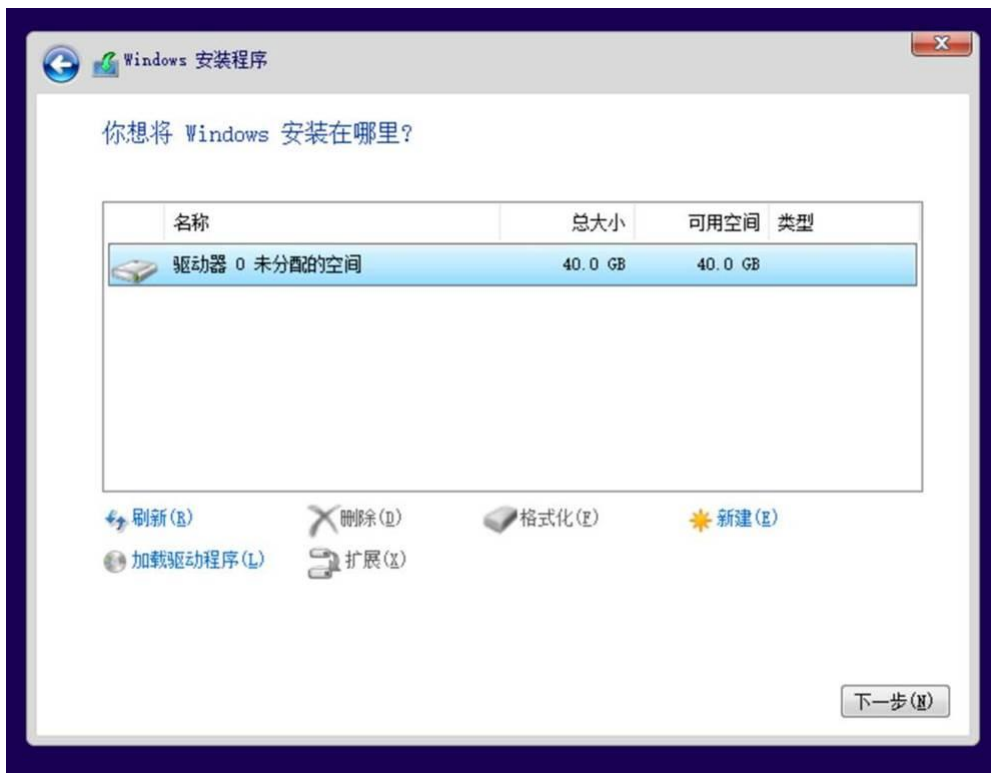 Windows 安装程序
你想将 Windows 安装在哪里?
名称 总大小 可用空间 类型
驱动器 0 未分配的空间 40.0 GB 40.0 GB
刷新(R) 删除(D) 格式化(F) 新建(E)
加载驱动程序(L) 扩展(X)
下一步(N)